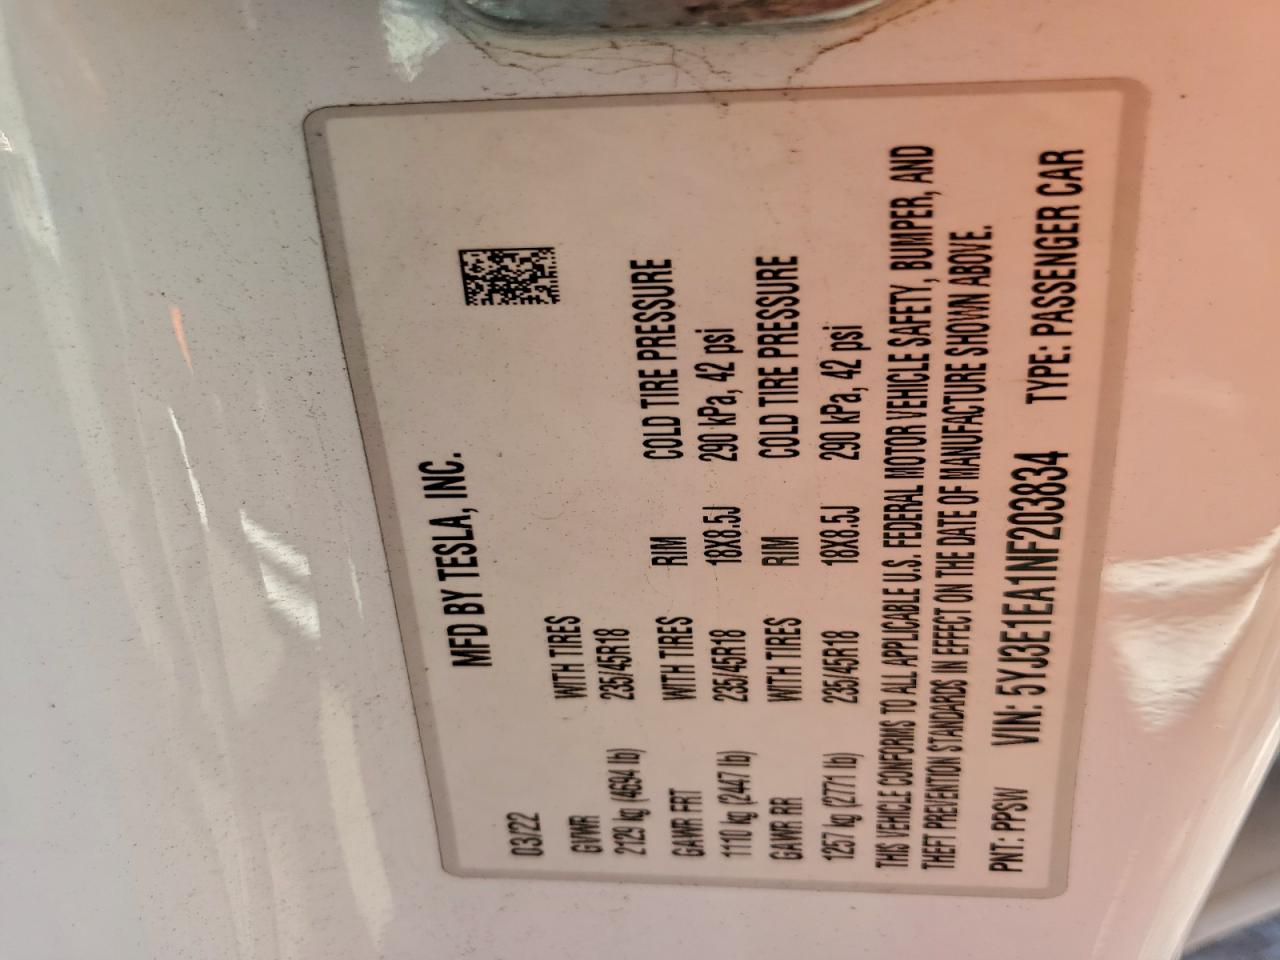 MFD BY TESLA, INC.
03/22
GVWR WITH TIRES
2129 kg (4694 lb) 235/45R18
GAWR FRT WITH TIRES RIM COLD TIRE PRESSURE
1110 kg (2447 lb) 235/45R18 18X8.5J 290 kPa, 42 psi
GAWR RR WITH TIRES RIM COLD TIRE PRESSURE
1257 kg (2771 lb) 235/45R18 18X8.5J 290 kPa, 42 psi
THIS VEHICLE CONFORMS TO ALL APPLICABLE U.S. FEDERAL MOTOR VEHICLE SAFETY, BUMPER, AND
THEFT PREVENTION STANDARDS IN EFFECT ON THE DATE OF MANUFACTURE SHOWN ABOVE.
PNT: PPSW VIN: 5YJ3E1EA1NF203834 TYPE: PASSENGER CAR